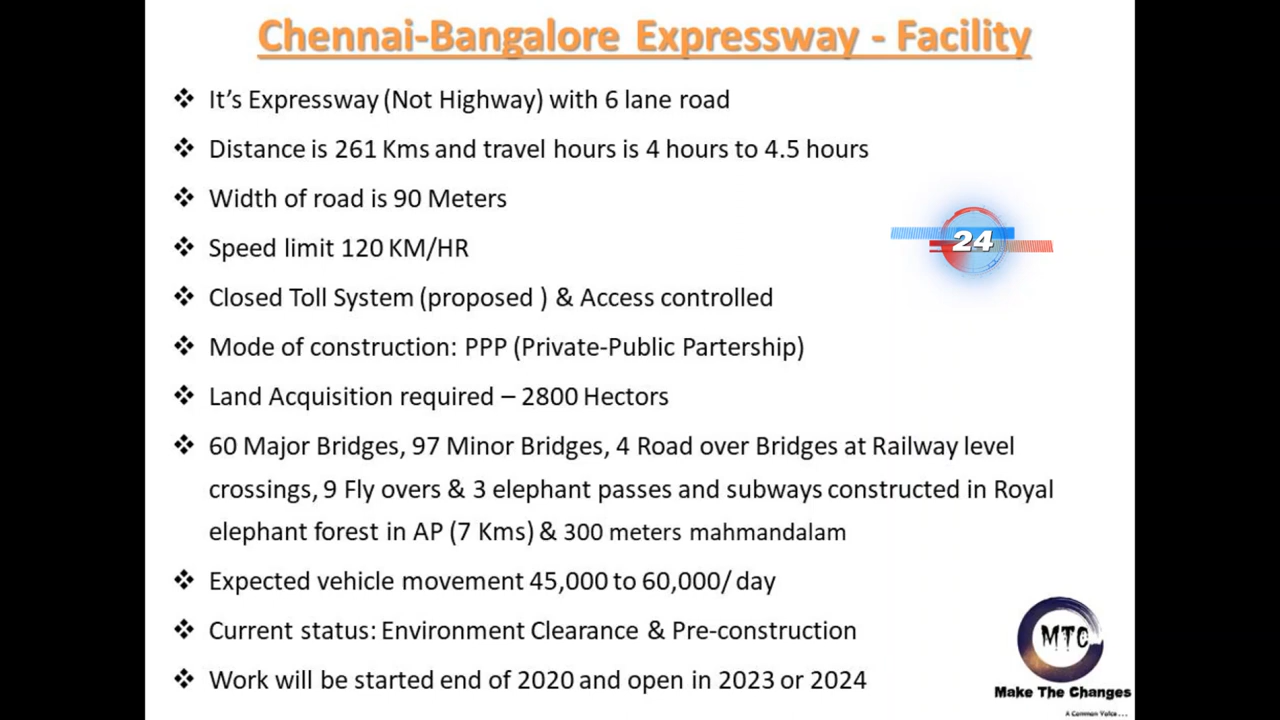 Chennai-Bangalore Expressway - Facility
❖ It’s Expressway (Not Highway) with 6 lane road
❖ Distance is 261 Kms and travel hours is 4 hours to 4.5 hours
❖ Width of road is 90 Meters
24
❖ Speed limit 120 KM/HR
❖ Closed Toll System (proposed ) & Access controlled
❖ Mode of construction: PPP (Private-Public Partership)
❖ Land Acquisition required – 2800 Hectors
❖ 60 Major Bridges, 97 Minor Bridges, 4 Road over Bridges at Railway level
crossings, 9 Fly overs & 3 elephant passes and subways constructed in Royal
elephant forest in AP (7 Kms) & 300 meters mahmandalam
❖ Expected vehicle movement 45,000 to 60,000/ day
❖ Current status: Environment Clearance & Pre-construction
❖ Work will be started end of 2020 and open in 2023 or 2024
MTC
Make The Changes
A Common Voice...